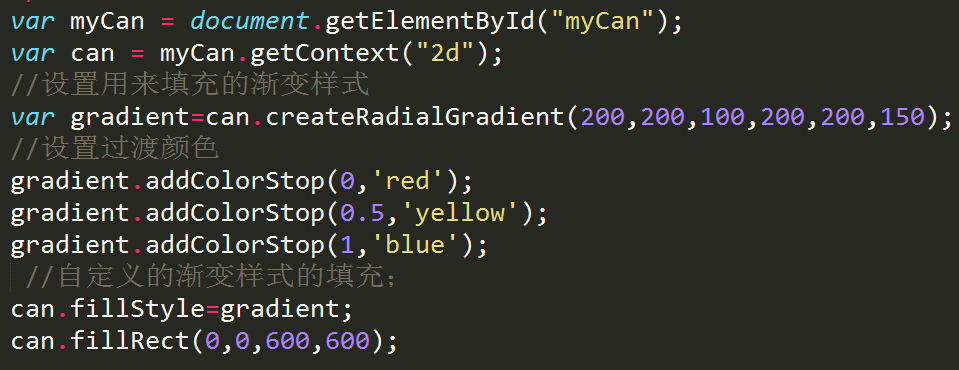 var myCan = document.getElementById("myCan");
var can = myCan.getContext("2d");
//设置用来填充的渐变样式
var gradient=can.createRadialGradient(200,200,100,200,200,150);
//设置过渡颜色
gradient.addColorStop(0,'red');
gradient.addColorStop(0.5,'yellow');
gradient.addColorStop(1,'blue');
//自定义的渐变样式的填充;
can.fillStyle=gradient;
can.fillRect(0,0,600,600);